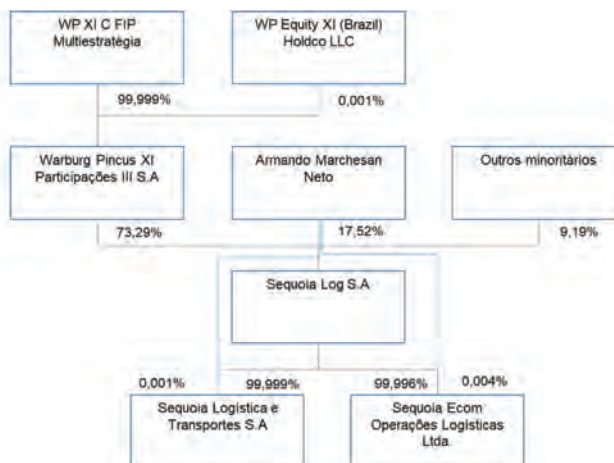 WP XI C FIP
Multiestratégia
WP Equity XI (Brazil)
Holdco LLC
99,999%
0,001%
Warburg Pincus XI
Participações III S.A
Armando Marchesan
Neto
Outros minoritários
73,29%
17,52%
9,19%
Sequoia Log S.A
0,001%
99,999%
99,996%
0,004%
Sequoia Logística e
Transportes S.A
Sequoia Ecom
Operações Logísticas
Ltda.